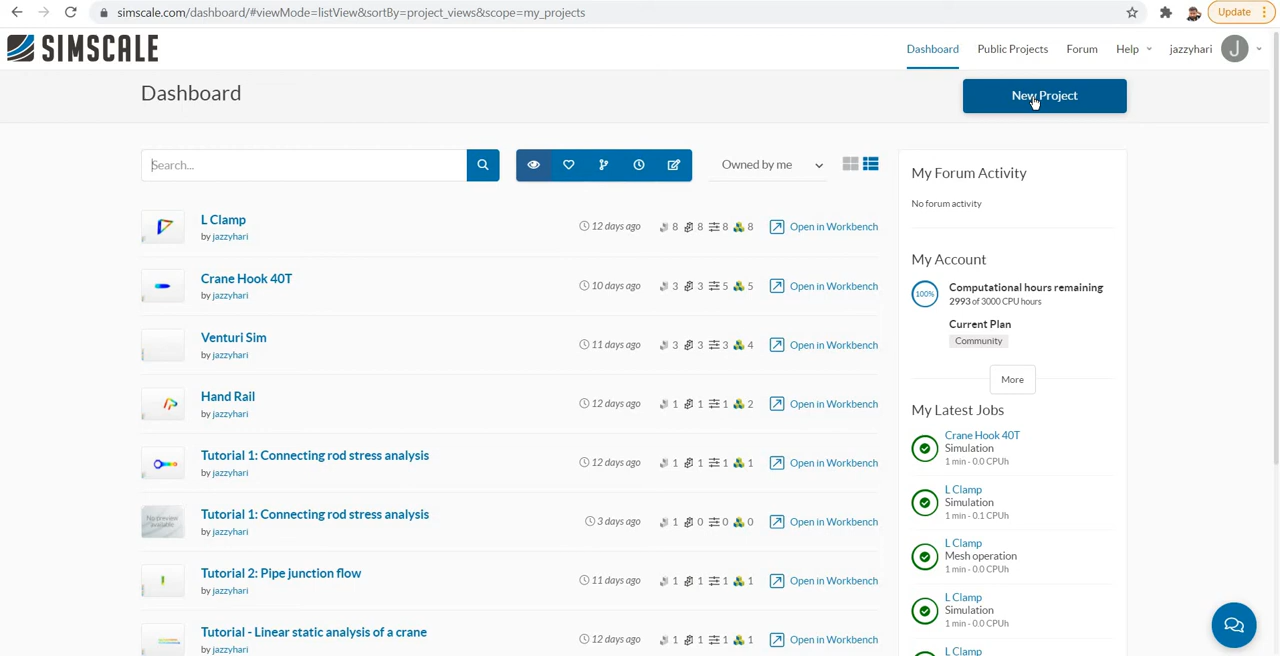 simscale.com/dashboard/#viewMode=listView&sortBy=project_views&scope=my_projects
Update
SIMSCALE
Dashboard
Public Projects
Forum
Help
jazzyhari
J
Dashboard
New Project
Search...
Owned by me
L Clamp
by jazzyhari
12 days ago
8 8 8 8
Open in Workbench
Crane Hook 40T
by jazzyhari
10 days ago
3 3 5 5
Open in Workbench
Venturi Sim
by jazzyhari
11 days ago
3 3 3 4
Open in Workbench
Hand Rail
by jazzyhari
12 days ago
1 1 1 2
Open in Workbench
Tutorial 1: Connecting rod stress analysis
by jazzyhari
12 days ago
1 1 1 1
Open in Workbench
No preview
available
Tutorial 1: Connecting rod stress analysis
by jazzyhari
3 days ago
1 0 0 0
Open in Workbench
Tutorial 2: Pipe junction flow
by jazzyhari
11 days ago
1 1 1 1
Open in Workbench
Tutorial - Linear static analysis of a crane
by jazzyhari
12 days ago
1 1 1 1
Open in Workbench
My Forum Activity
No forum activity
My Account
100%
Computational hours remaining
2993 of 3000 CPU hours
Current Plan
Community
More
My Latest Jobs
Crane Hook 40T
Simulation
1 min - 0.0 CPUh
L Clamp
Simulation
1 min - 0.1 CPUh
L Clamp
Mesh operation
1 min - 0.0 CPUh
L Clamp
Simulation
1 min - 0.0 CPUh
L Clamp